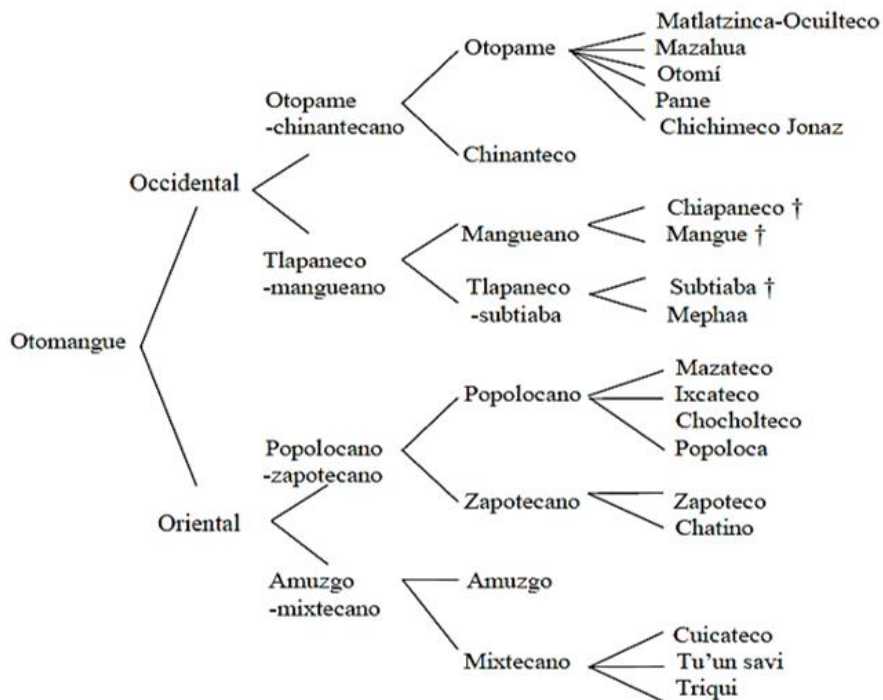 Matlatzinca-Ocuilteco
Otopame
Mazahua
Otomí
Pame
Otopame
-chinantecano
Chichimeco Jonaz
Chinanteco
Occidental
Chiapaneco †
Mangueano
Mangue †
Tlapaneco
-mangueano
Tlapaneco
-subtiaba
Subtiaba †
Mephaa
Otomangue
Mazateco
Popolocano
Ixcateco
Chocholteco
Popoloca
Popolocano
-zapotecano
Zapotecano
Zapoteco
Chatino
Oriental
Amuzgo
-mixtecano
Amuzgo
Cuicateco
Mixtecano
Tu’un savi
Triqui